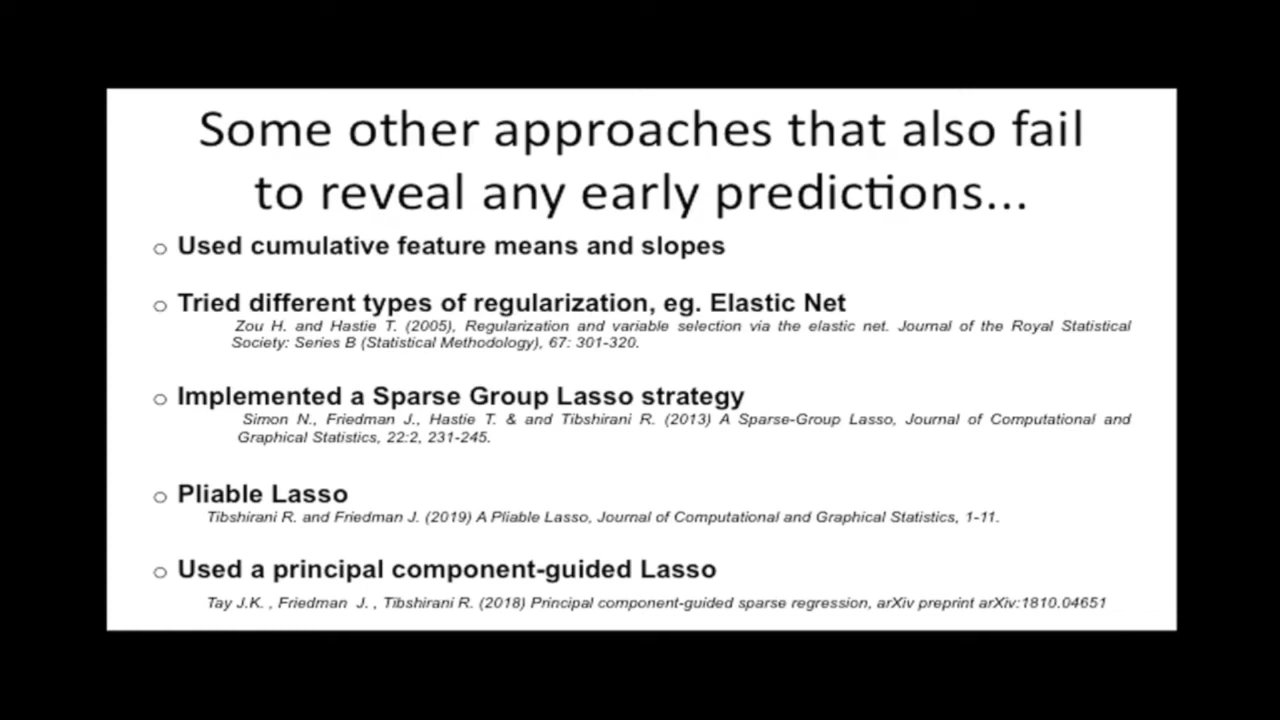 Some other approaches that also fail
to reveal any early predictions...
Used cumulative feature means and slopes
Tried different types of regularization, eg. Elastic Net
Zou H. and Hastie T. (2005), Regularization and variable selection via the elastic net. Journal of the Royal Statistical
Society: Series B (Statistical Methodology), 67: 301-320.
Implemented a Sparse Group Lasso strategy
Simon N., Friedman J., Hastie T. & and Tibshirani R. (2013) A Sparse-Group Lasso, Journal of Computational and
Graphical Statistics, 22:2, 231-245.
Pliable Lasso
Tibshirani R. and Friedman J. (2019) A Pliable Lasso, Journal of Computational and Graphical Statistics, 1-11.
Used a principal component-guided Lasso
Tay J.K. , Friedman J. , Tibshirani R. (2018) Principal component-guided sparse regression, arXiv preprint arXiv:1810.04651